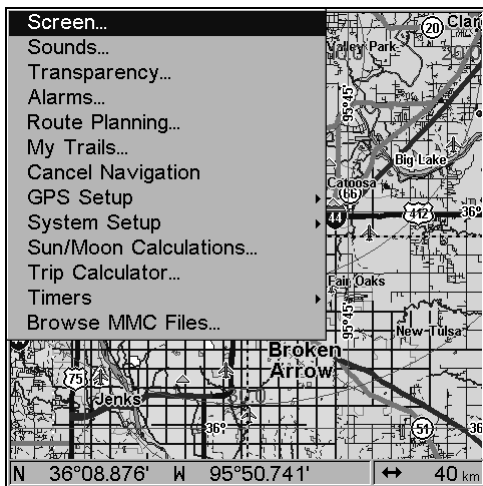 Screen...
Sounds...
Transparency...
Alarms...
Route Planning...
My Trails...
Cancel Navigation
GPS Setup
System Setup
Sun/Moon Calculations...
Trip Calculator...
Timers
Browse MMC Files...
20
Clar
Valley Park
95°45'
Big Lake
Catoosa
66
44
412
36°
Fair Oaks
95°45'
New Tulsa
Broken
Arrow
75
Jenks
36°
51
36
N 36°08.876' W 95°50.741' ↔ 40 km